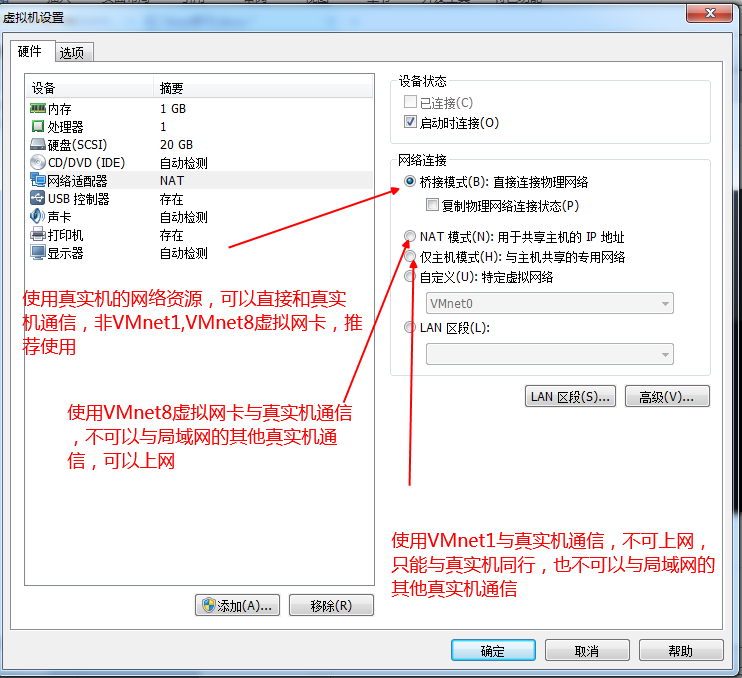 虚拟机设置
硬件 选项
设备 摘要
内存 1 GB
处理器 1
硬盘(SCSI) 20 GB
CD/DVD (IDE) 自动检测
网络适配器 NAT
USB 控制器 存在
声卡 自动检测
打印机 存在
显示器 自动检测
使用真实机的网络资源，可以直接和真实
机通信，非VMnet1,VMnet8虚拟网卡，推
荐使用
使用VMnet8虚拟网卡与真实机通信
，不可以与局域网的其他真实机通
信，可以上网
添加(A)... 移除(R)
设备状态
已连接(C)
启动时连接(O)
网络连接
桥接模式(B): 直接连接物理网络
复制物理网络连接状态(P)
NAT 模式(N): 用于共享主机的 IP 地址
仅主机模式(H): 与主机共享的专用网络
自定义(U): 特定虚拟网络
VMnet0
LAN 区段(L):
LAN 区段(S)... 高级(V)...
使用VMnet1与真实机通信，不可上网，
只能与真实机同行，也不可以与局域网的
其他真实机通信
确定 取消 帮助